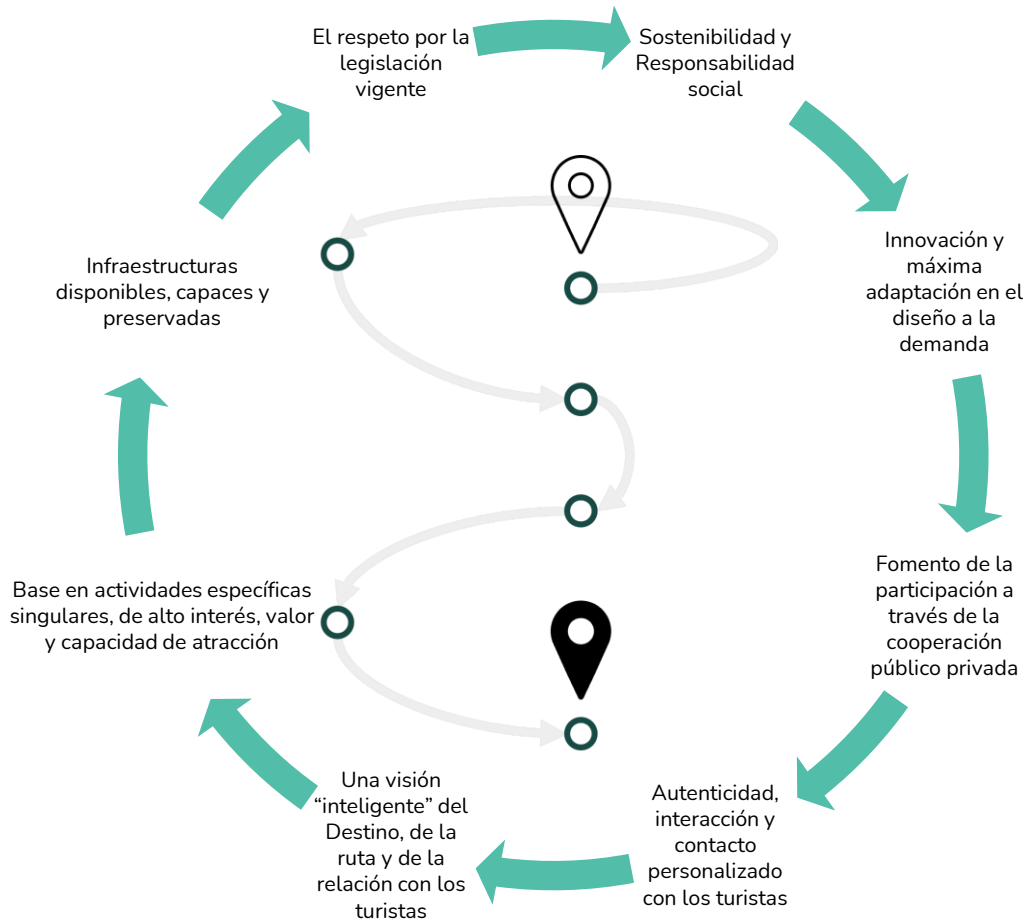 El respeto por la
legislación
vigente
Sostenibilidad y
Responsabilidad
social
Innovación y
máxima
adaptación en el
diseño a la
demanda
Fomento de la
participación a
través de la
cooperación
público privada
Autenticidad,
interacción y
contacto
personalizado
con los turistas
Una visión
“inteligente” del
Destino, de la
ruta y de la
relación con los
turistas
Base en actividades específicas
singulares, de alto interés, valor
y capacidad de atracción
Infraestructuras
disponibles, capaces y
preservadas